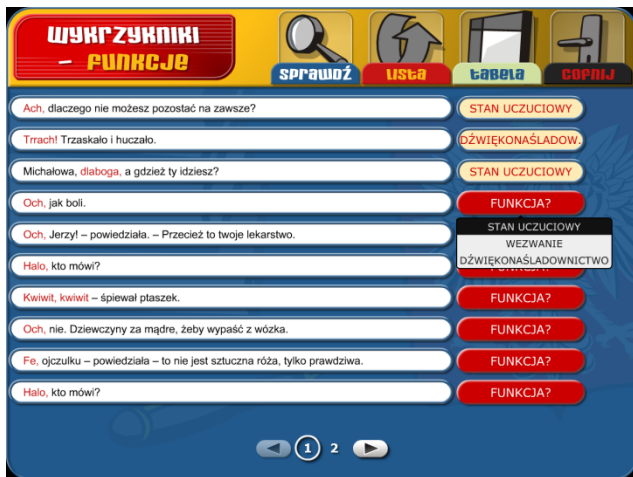 WYKRZYKNIKI
- FUNKCJE
SPRAWDŹ
LISTA
TABELA
COFNIJ
Ach, dlaczego nie możesz pozostać na zawsze?
STAN UCZUCIOWY
Trrach! Trzaskało i huczało.
DŹWIĘKONAŚLADOW.
Michałowa, dlaboga, a gdzież ty idziesz?
STAN UCZUCIOWY
Och, jak boli.
FUNKCJA?
STAN UCZUCIOWY
WEZWANIE
DŹWIĘKONAŚLADOWNICTWO
Och, Jerzy! – powiedziała. – Przecież to twoje lekarstwo.
Halo, kto mówi?
FUNKCJA?
Kwiwit, kwiwit – śpiewał ptaszek.
FUNKCJA?
Och, nie. Dziewczyny za mądre, żeby wypaść z wózka.
FUNKCJA?
Fe, ojczulku – powiedziała – to nie jest sztuczna róża, tylko prawdziwa.
FUNKCJA?
Halo, kto mówi?
FUNKCJA?
1 2